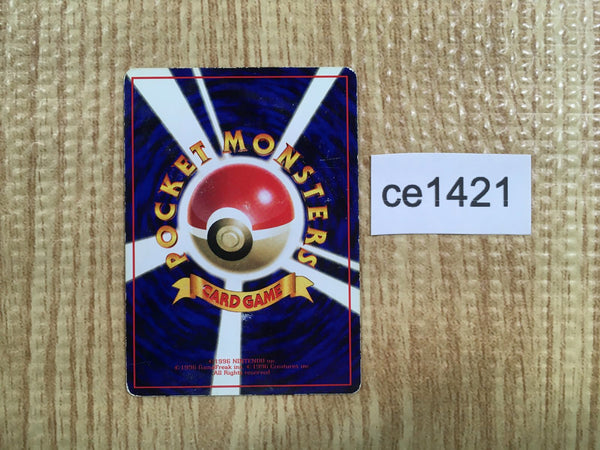 POCKET MONSTERS
CARD GAME
©1996 NINTENDO inc.
©1996 GameFreak inc. ©1996 Creatures inc.
All Rights reserved
ce1421